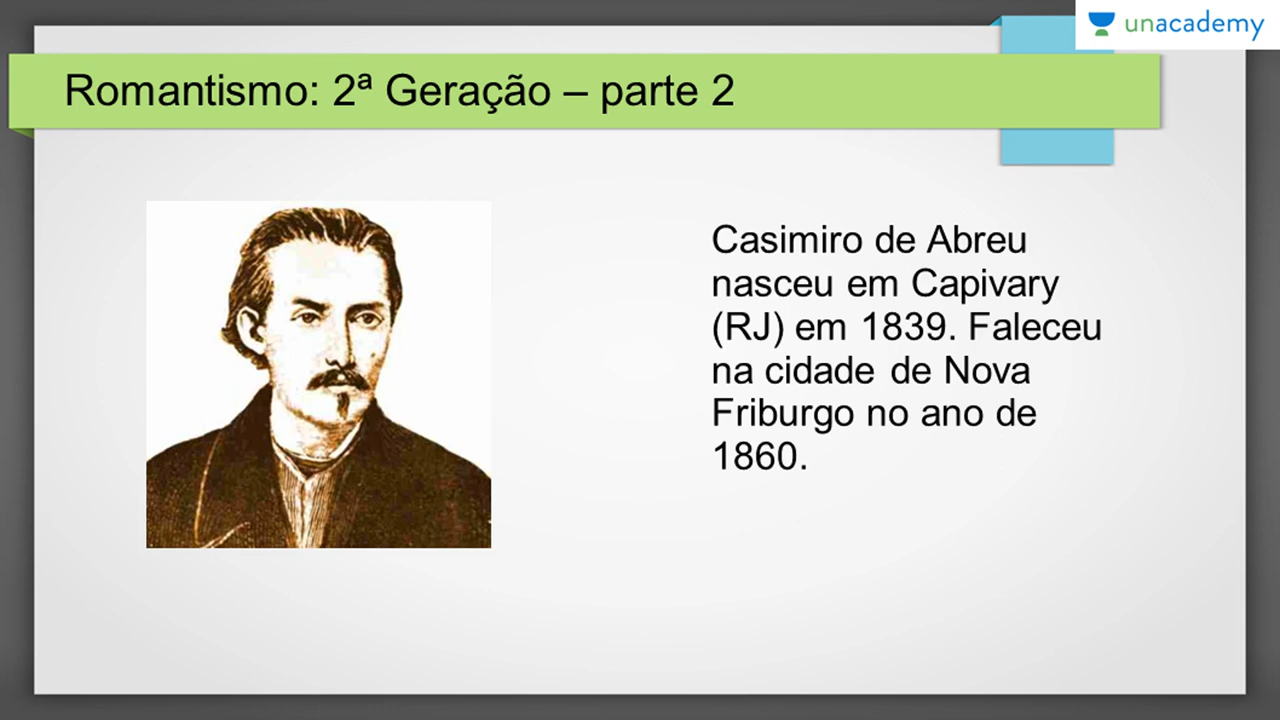 unacademy
Romantismo: 2ª Geração – parte 2
Casimiro de Abreu
nasceu em Capivary
(RJ) em 1839. Faleceu
na cidade de Nova
Friburgo no ano de
1860.